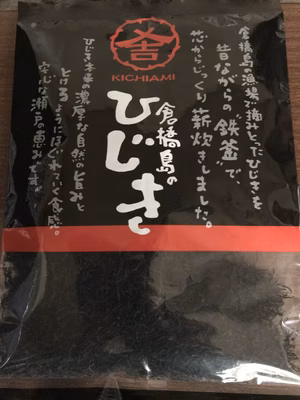 吉
KICHIAMI
倉橋島漁場で摘みとったひじきを
昔ながらの"鉄釜"で、
芯からじっくり薪炊きしました。
倉橋島の
ひじき
ひじき本来の濃厚な自然の旨みと
とけるようにほぐれていく食感。
安心な瀬戸の恵みです。